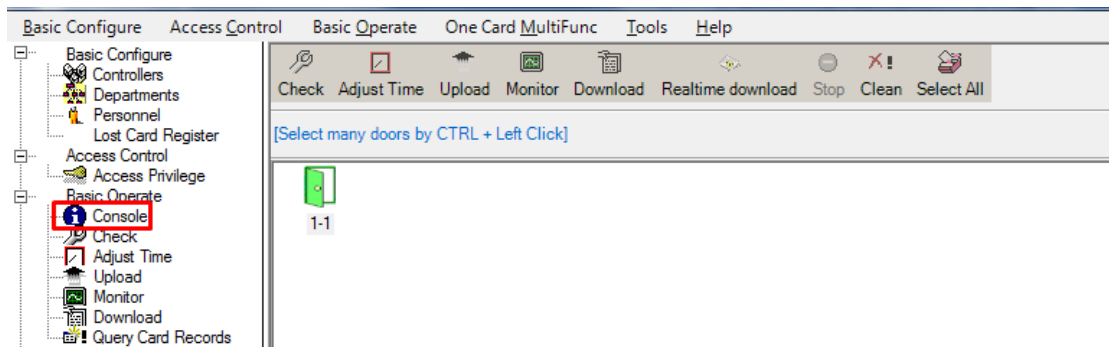 Basic Configure Access Control Basic Operate One Card MultiFunc Tools Help
Basic Configure
Controllers
Departments
Personnel
Lost Card Register
Access Control
Access Privilege
Basic Operate
Console
Check
Adjust Time
Upload
Monitor
Download
Query Card Records
Check Adjust Time Upload Monitor Download Realtime download Stop Clean Select All
[Select many doors by CTRL + Left Click]
1-1